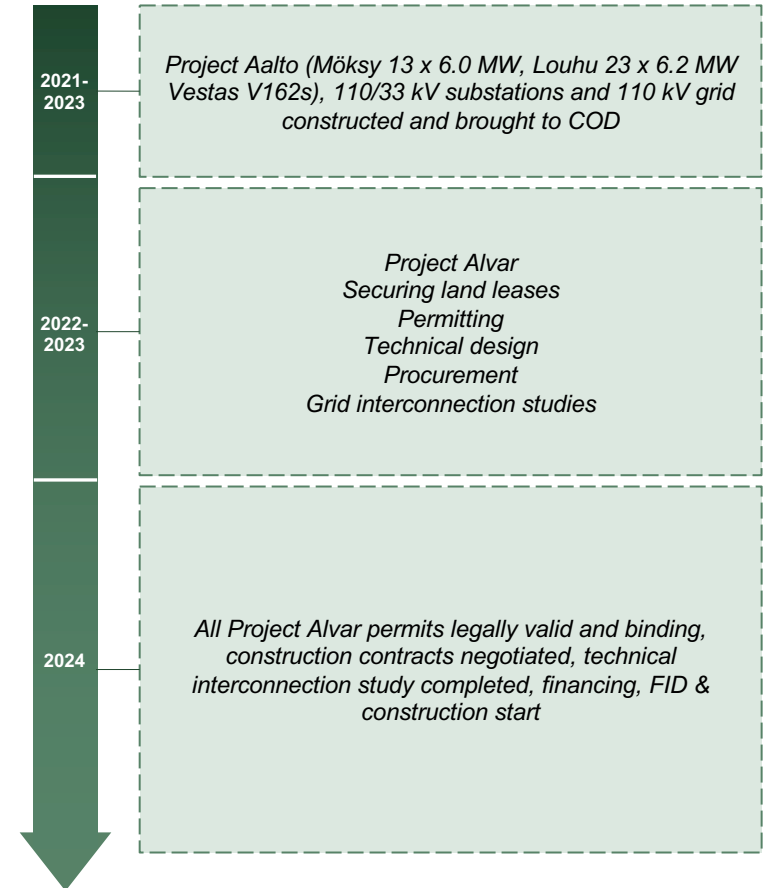 2021-
2023
Project Aalto (Möksy 13 x 6.0 MW, Louhu 23 x 6.2 MW
Vestas V162s), 110/33 kV substations and 110 kV grid
constructed and brought to COD
2022-
2023
Project Alvar
Securing land leases
Permitting
Technical design
Procurement
Grid interconnection studies
2024
All Project Alvar permits legally valid and binding,
construction contracts negotiated, technical
interconnection study completed, financing, FID &
construction start